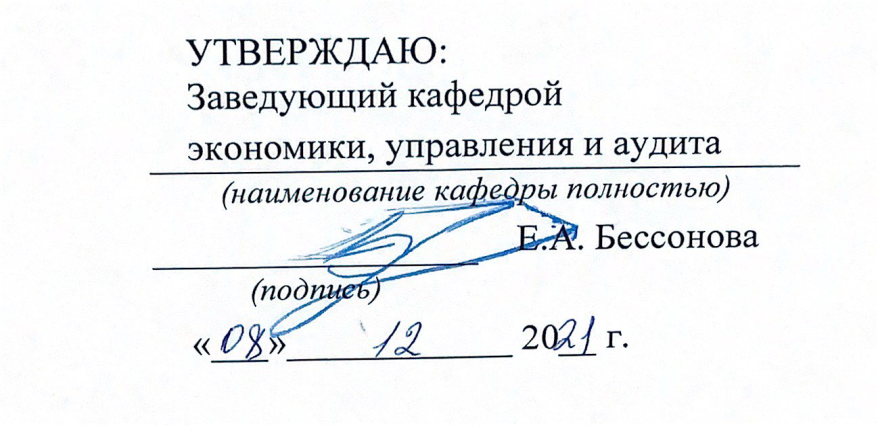 УТВЕРЖДАЮ:
Заведующий кафедрой
экономики, управления и аудита
(наименование кафедры полностью)
Е.А. Бессонова
(подпись)
«08» 12 2021 г.